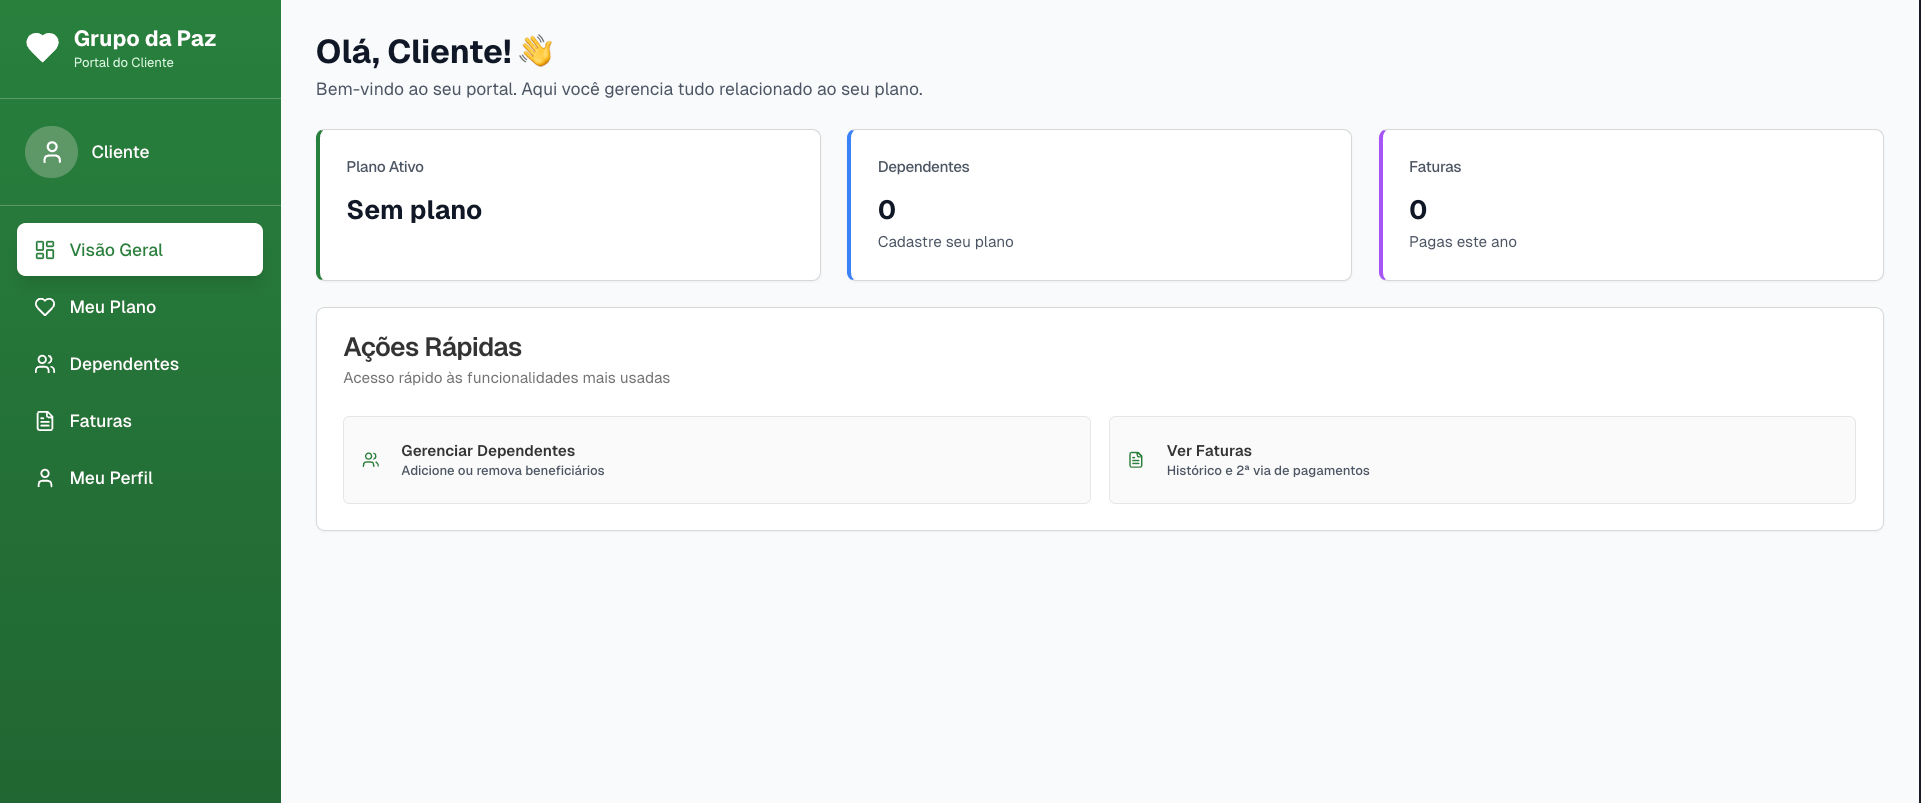 Grupo da Paz
Portal do Cliente
Cliente
Visão Geral
Meu Plano
Dependentes
Faturas
Meu Perfil
Olá, Cliente! 👋
Bem-vindo ao seu portal. Aqui você gerencia tudo relacionado ao seu plano.
Plano Ativo
Sem plano
Dependentes
0
Cadastre seu plano
Faturas
0
Pagas este ano
Ações Rápidas
Acesso rápido às funcionalidades mais usadas
Gerenciar Dependentes
Adicione ou remova beneficiários
Ver Faturas
Histórico e 2ª via de pagamentos